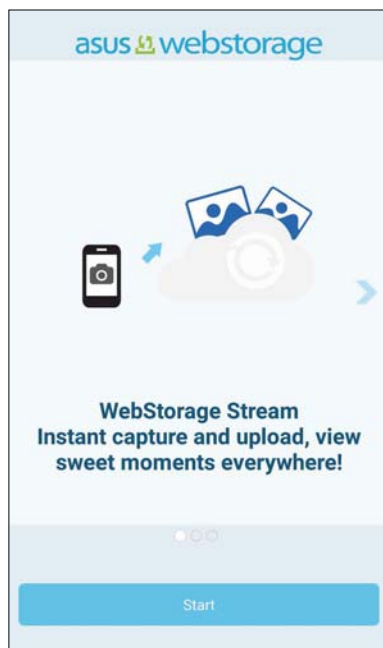 asus webstorage
WebStorage Stream
Instant capture and upload, view
sweet moments everywhere!
Start